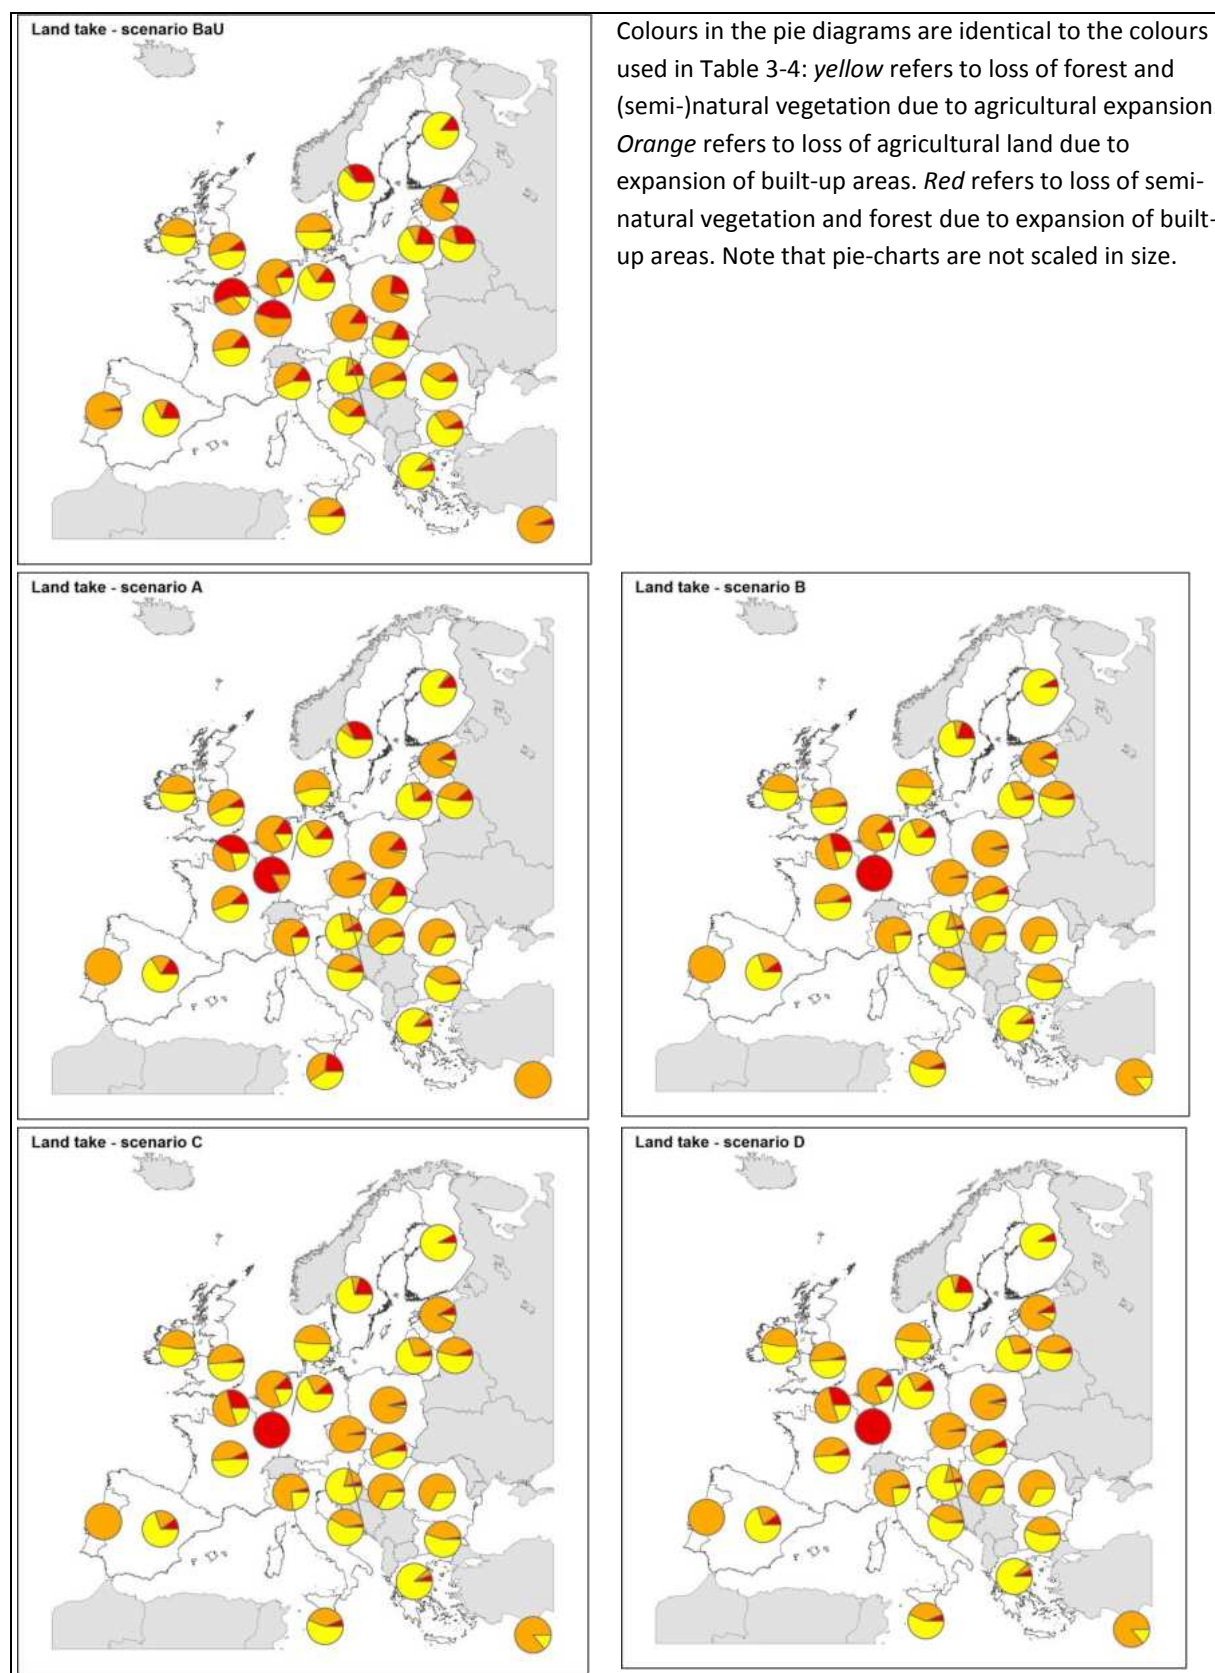 Land take - scenario BaU
Colours in the pie diagrams are identical to the colours
used in Table 3-4: yellow refers to loss of forest and
(semi-)natural vegetation due to agricultural expansion.
Orange refers to loss of agricultural land due to
expansion of built-up areas. Red refers to loss of semi-
natural vegetation and forest due to expansion of built-
up areas. Note that pie-charts are not scaled in size.
Land take - scenario A
Land take - scenario B
Land take - scenario C
Land take - scenario D